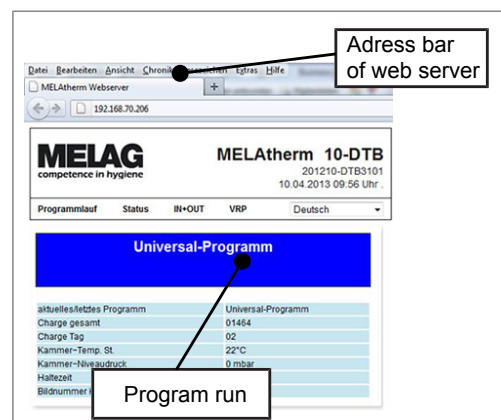 Adress bar
of web server
Datei Bearbeiten Ansicht Chronik Lesezeichen Extras Hilfe
MELAtherm Webserver +
192.168.70.206
MELAG
competence in hygiene
MELAtherm 10-DTB
201210-DTB3101
10.04.2013 09:56 Uhr .
Programmlauf Status IN+OUT VRP Deutsch
Universal-Programm
aktuelles/letztes Programm Universal-Programm
Charge gesamt 01464
Charge Tag 02
Kammer-Temp. St. 22°C
Kammer-Niveaudruck 0 mbar
Haltezeit
Bildnummer
Program run